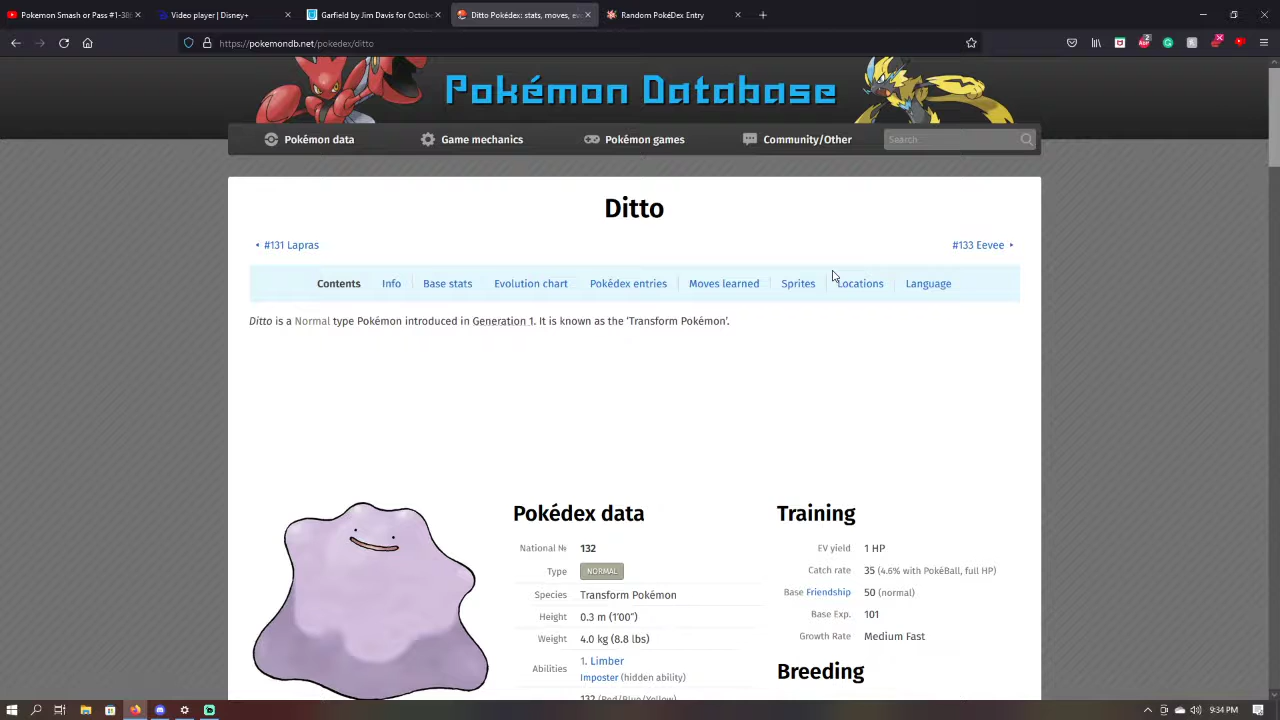 Pokemon Smash or Pass #1-38
Video player | Disney+
Garfield by Jim Davis for Octob
Ditto Pokédex: stats, moves, ev
Random PokéDex Entry
https://pokemondb.net/pokedex/ditto
Pokémon Database
Pokémon data
Game mechanics
Pokémon games
Community/Other
Search
Ditto
#131 Lapras
#133 Eevee
Contents
Info
Base stats
Evolution chart
Pokédex entries
Moves learned
Sprites
Locations
Language
Ditto is a Normal type Pokémon introduced in Generation 1. It is known as the ‘Transform Pokémon’.
Pokédex data
National № 132
Type NORMAL
Species Transform Pokémon
Height 0.3 m (1′00″)
Weight 4.0 kg (8.8 lbs)
Abilities 1. Limber
Imposter (hidden ability)
132 (Red/Blue/Yellow)
Training
EV yield 1 HP
Catch rate 35 (4.6% with PokéBall, full HP)
Base Friendship 50 (normal)
Base Exp. 101
Growth Rate Medium Fast
Breeding
9:34 PM